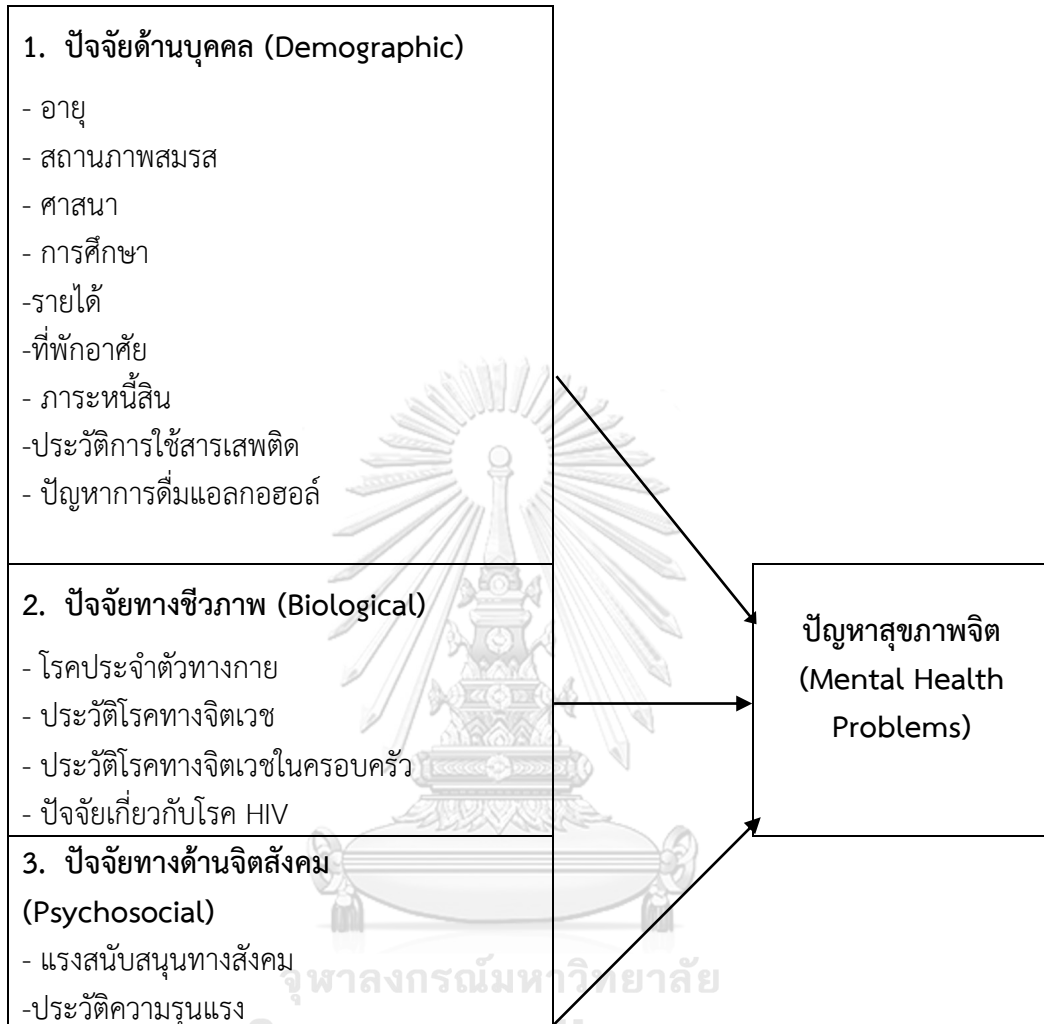 1. ปัจจัยด้านบุคคล (Demographic)
- อายุ
- สถานภาพสมรส
- ศาสนา
- การศึกษา
-รายได้
-ที่พักอาศัย
- ภาระหนี้สิน
-ประวัติการใช้สารเสพติด
- ปัญหาการดื่มแอลกอฮอล์
2. ปัจจัยทางชีวภาพ (Biological)
- โรคประจำตัวทางกาย
- ประวัติโรคทางจิตเวช
- ประวัติโรคทางจิตเวชในครอบครัว
- ปัจจัยเกี่ยวกับโรค HIV
3. ปัจจัยทางด้านจิตสังคม
(Psychosocial)
- แรงสนับสนุนทางสังคม
-ประวัติความรุนแรง
ปัญหาสุขภาพจิต
(Mental Health
Problems)
จุฬาลงกรณ์มหาวิทยาลัย